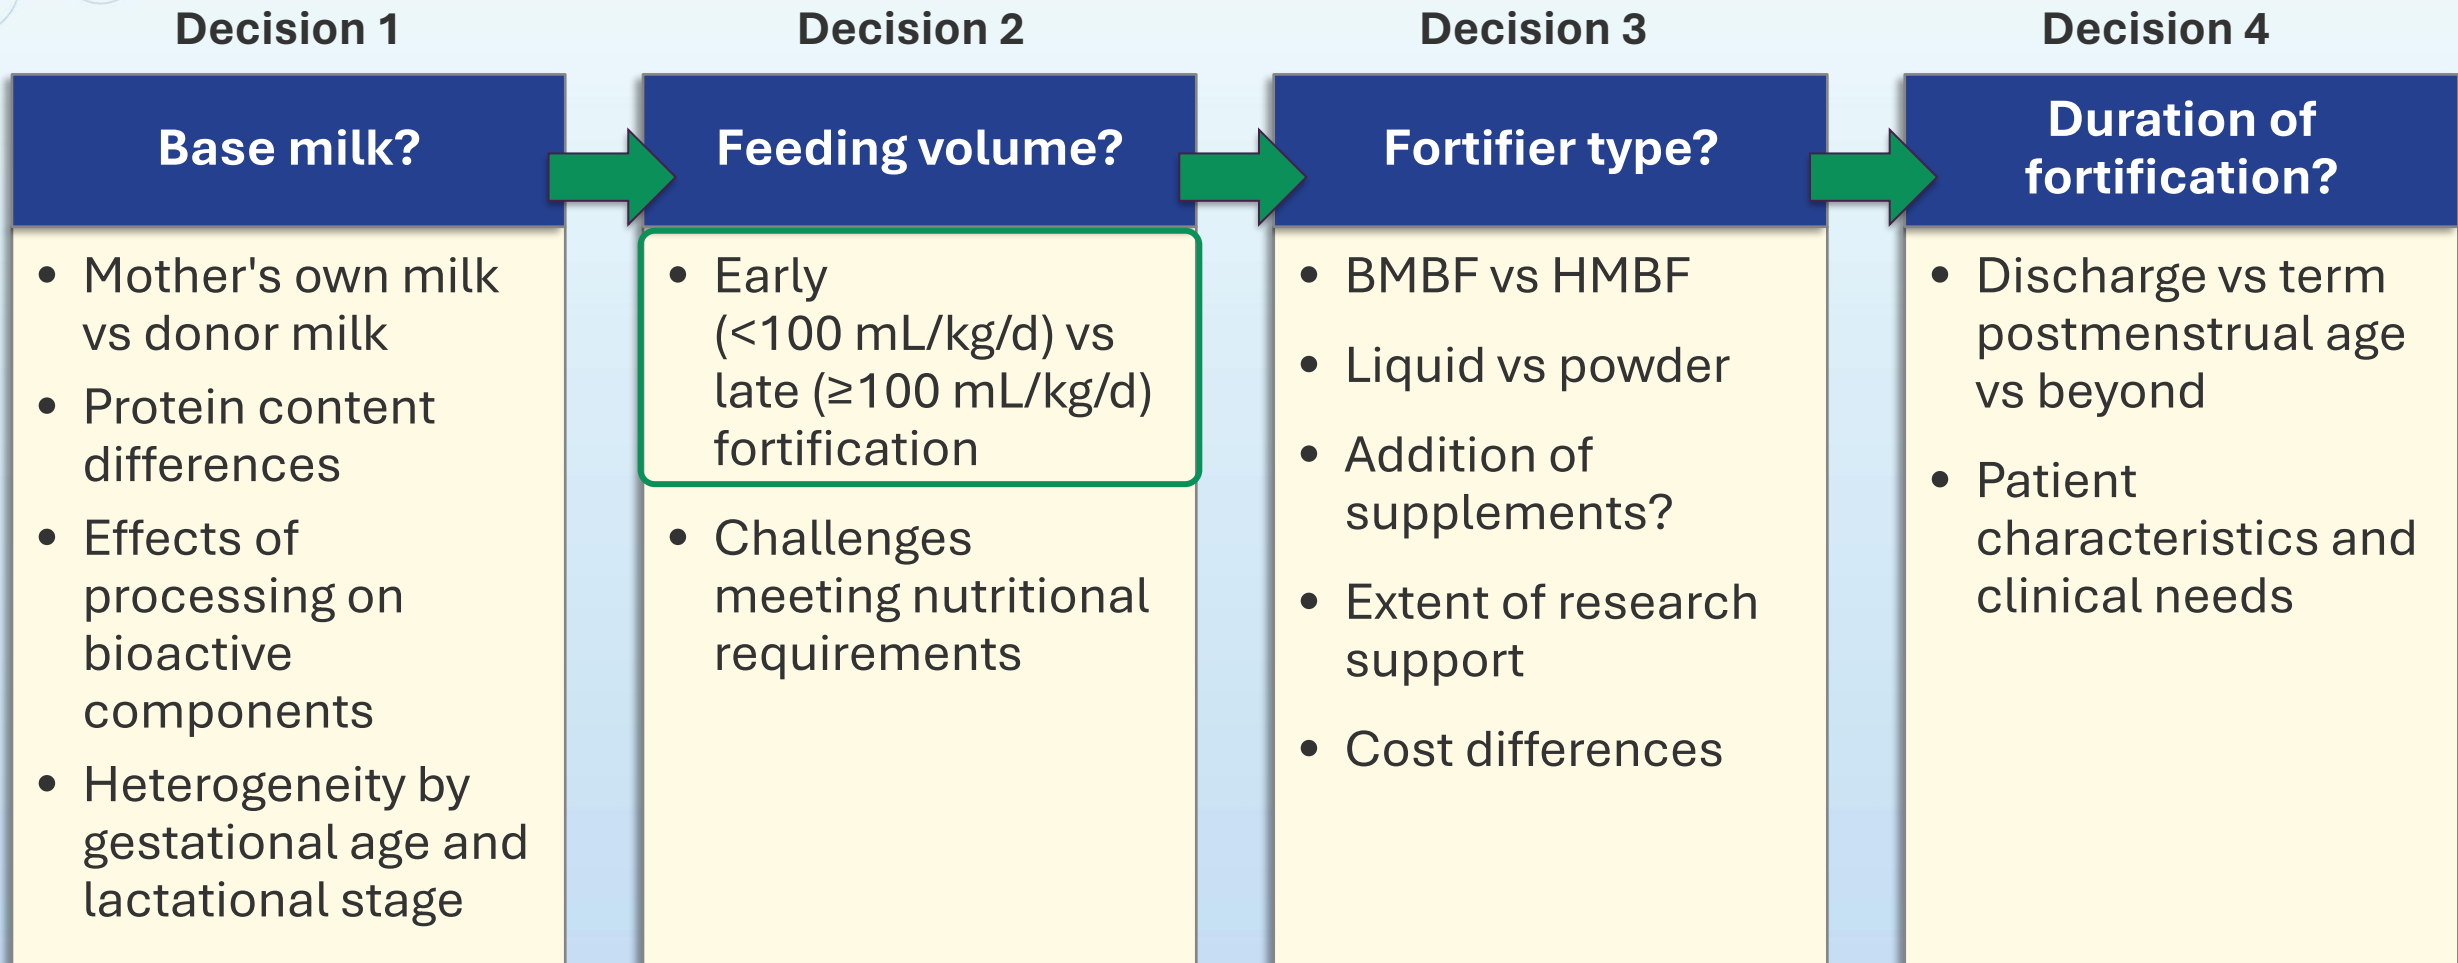 Decision 1
Base milk?
• Mother's own milk
vs donor milk
• Protein content
differences
• Effects of
processing on
bioactive
components
• Heterogeneity by
gestational age and
lactational stage
Decision 2
Feeding volume?
• Early
(<100 mL/kg/d) vs
late (≥100 mL/kg/d)
fortification
• Challenges
meeting nutritional
requirements
Decision 3
Fortifier type?
• BMBF vs HMBF
• Liquid vs powder
• Addition of
supplements?
• Extent of research
support
• Cost differences
Decision 4
Duration of
fortification?
• Discharge vs term
postmenstrual age
vs beyond
• Patient
characteristics and
clinical needs